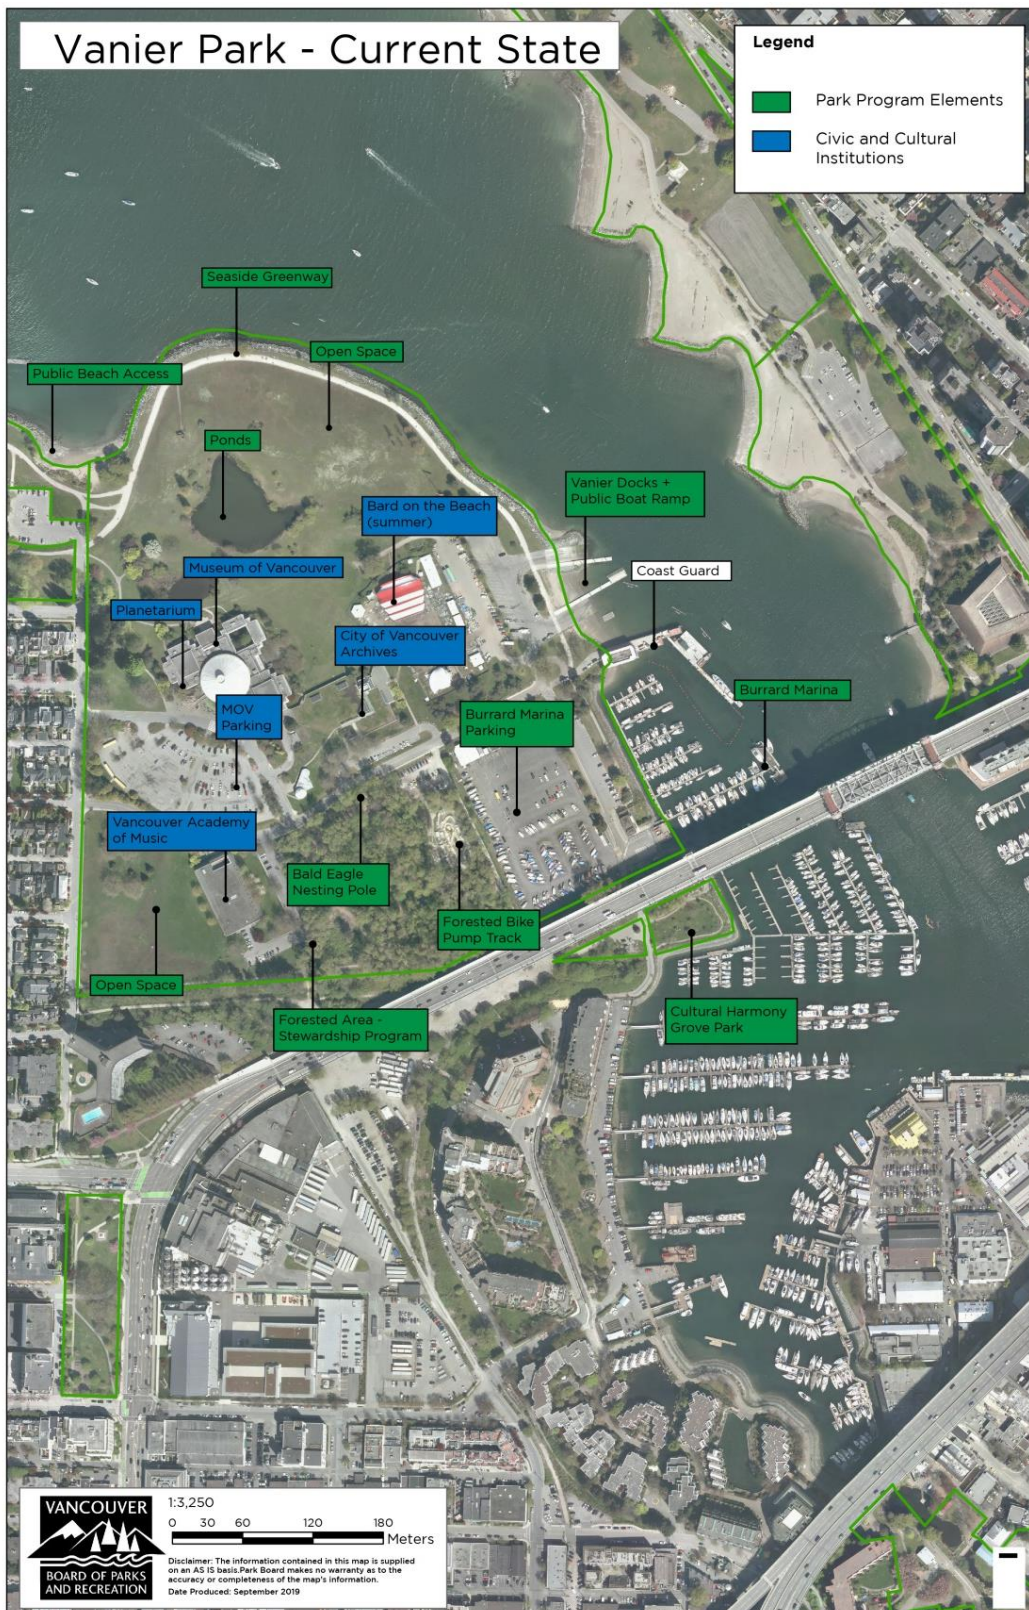 Vanier Park - Current State
Legend
Park Program Elements
Civic and Cultural
Institutions
Seaside Greenway
Open Space
Public Beach Access
Ponds
Bard on the Beach
(summer)
Vanier Docks +
Public Boat Ramp
Museum of Vancouver
Coast Guard
Planetarium
City of Vancouver
Archives
MOV
Parking
Burrard Marina
Parking
Burrard Marina
Vancouver Academy
of Music
Bald Eagle
Nesting Pole
Forested Bike
Pump Track
Open Space
Forested Area -
Stewardship Program
Cultural Harmony
Grove Park
VANCOUVER
BOARD OF PARKS
AND RECREATION
1:3,250
0 30 60 120 180
Meters
Disclaimer: The information contained in this map is supplied
on an AS IS basis.Park Board makes no warranty as to the
accuracy or completeness of the map's information.
Date Produced: September 2019